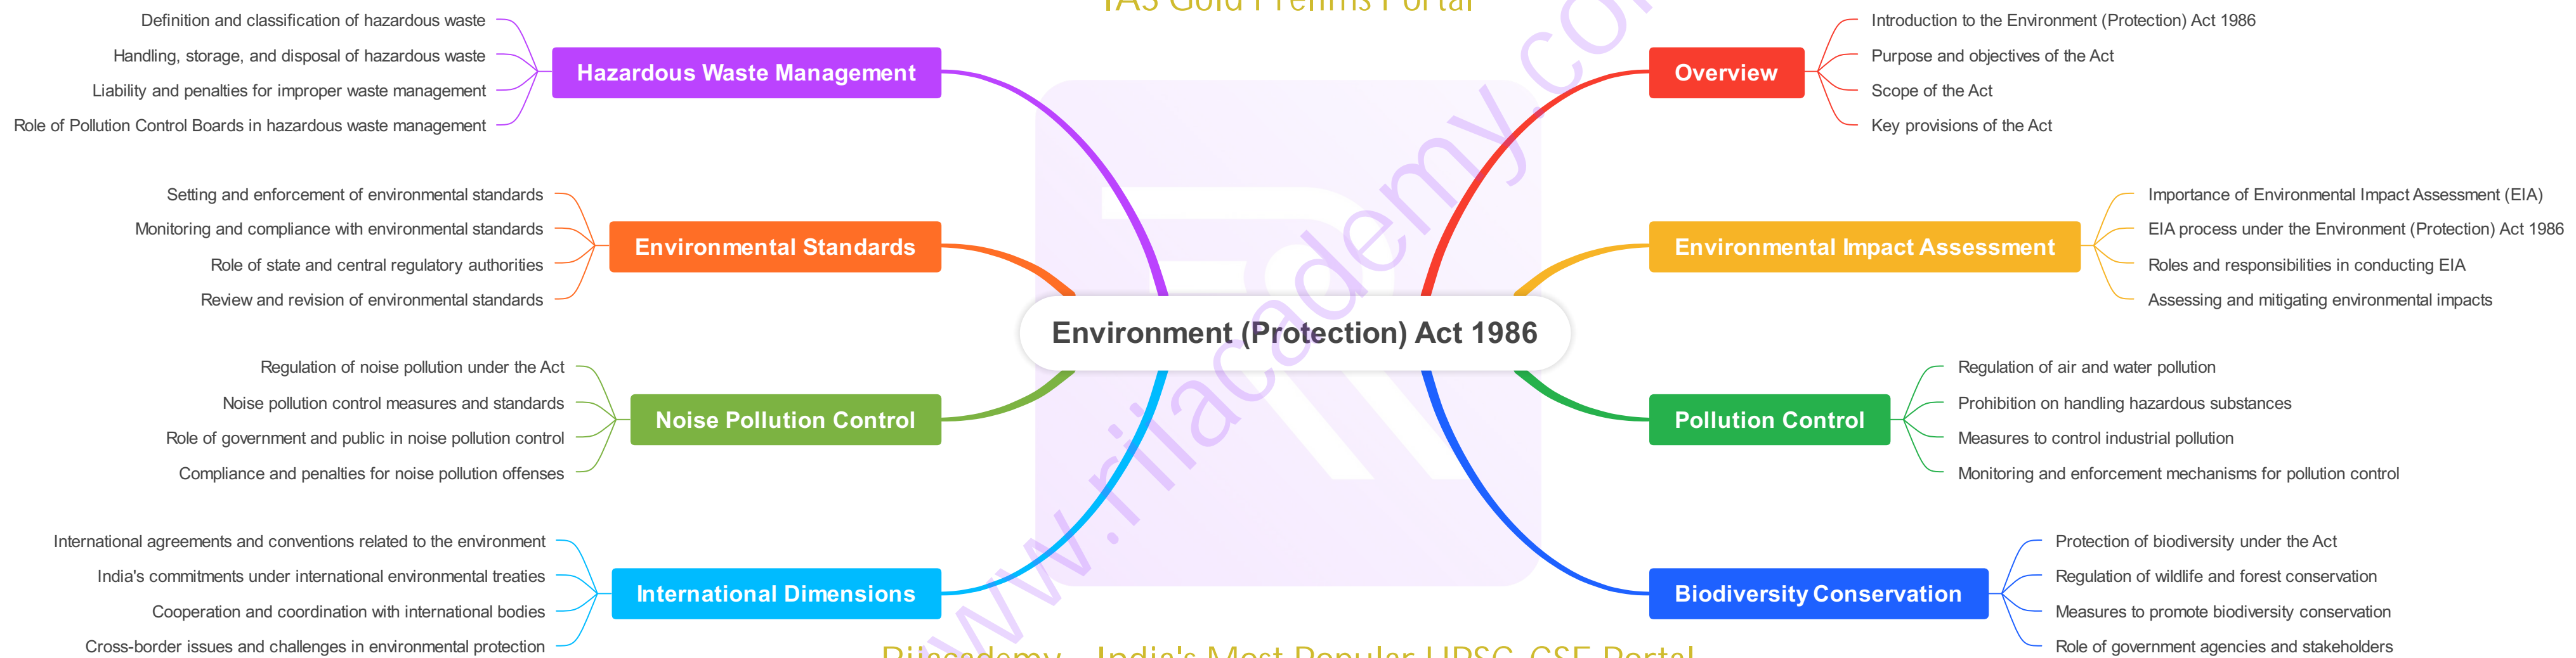 IAS Gold Prelims Portal
Definition and classification of hazardous waste
Handling, storage, and disposal of hazardous waste
Hazardous Waste Management
Liability and penalties for improper waste management
Role of Pollution Control Boards in hazardous waste management
Setting and enforcement of environmental standards
Monitoring and compliance with environmental standards
Environmental Standards
Role of state and central regulatory authorities
Review and revision of environmental standards
Regulation of noise pollution under the Act
Noise pollution control measures and standards
Noise Pollution Control
Role of government and public in noise pollution control
Compliance and penalties for noise pollution offenses
International agreements and conventions related to the environment
India's commitments under international environmental treaties
International Dimensions
Cooperation and coordination with international bodies
Cross-border issues and challenges in environmental protection
Environment (Protection) Act 1986
Introduction to the Environment (Protection) Act 1986
Purpose and objectives of the Act
Overview
Scope of the Act
Key provisions of the Act
Importance of Environmental Impact Assessment (EIA)
EIA process under the Environment (Protection) Act 1986
Environmental Impact Assessment
Roles and responsibilities in conducting EIA
Assessing and mitigating environmental impacts
Regulation of air and water pollution
Prohibition on handling hazardous substances
Pollution Control
Measures to control industrial pollution
Monitoring and enforcement mechanisms for pollution control
Protection of biodiversity under the Act
Regulation of wildlife and forest conservation
Biodiversity Conservation
Measures to promote biodiversity conservation
Role of government agencies and stakeholders
www.rijacademy.com
Rijacademy - India's Most Popular UPSC-CSE Portal